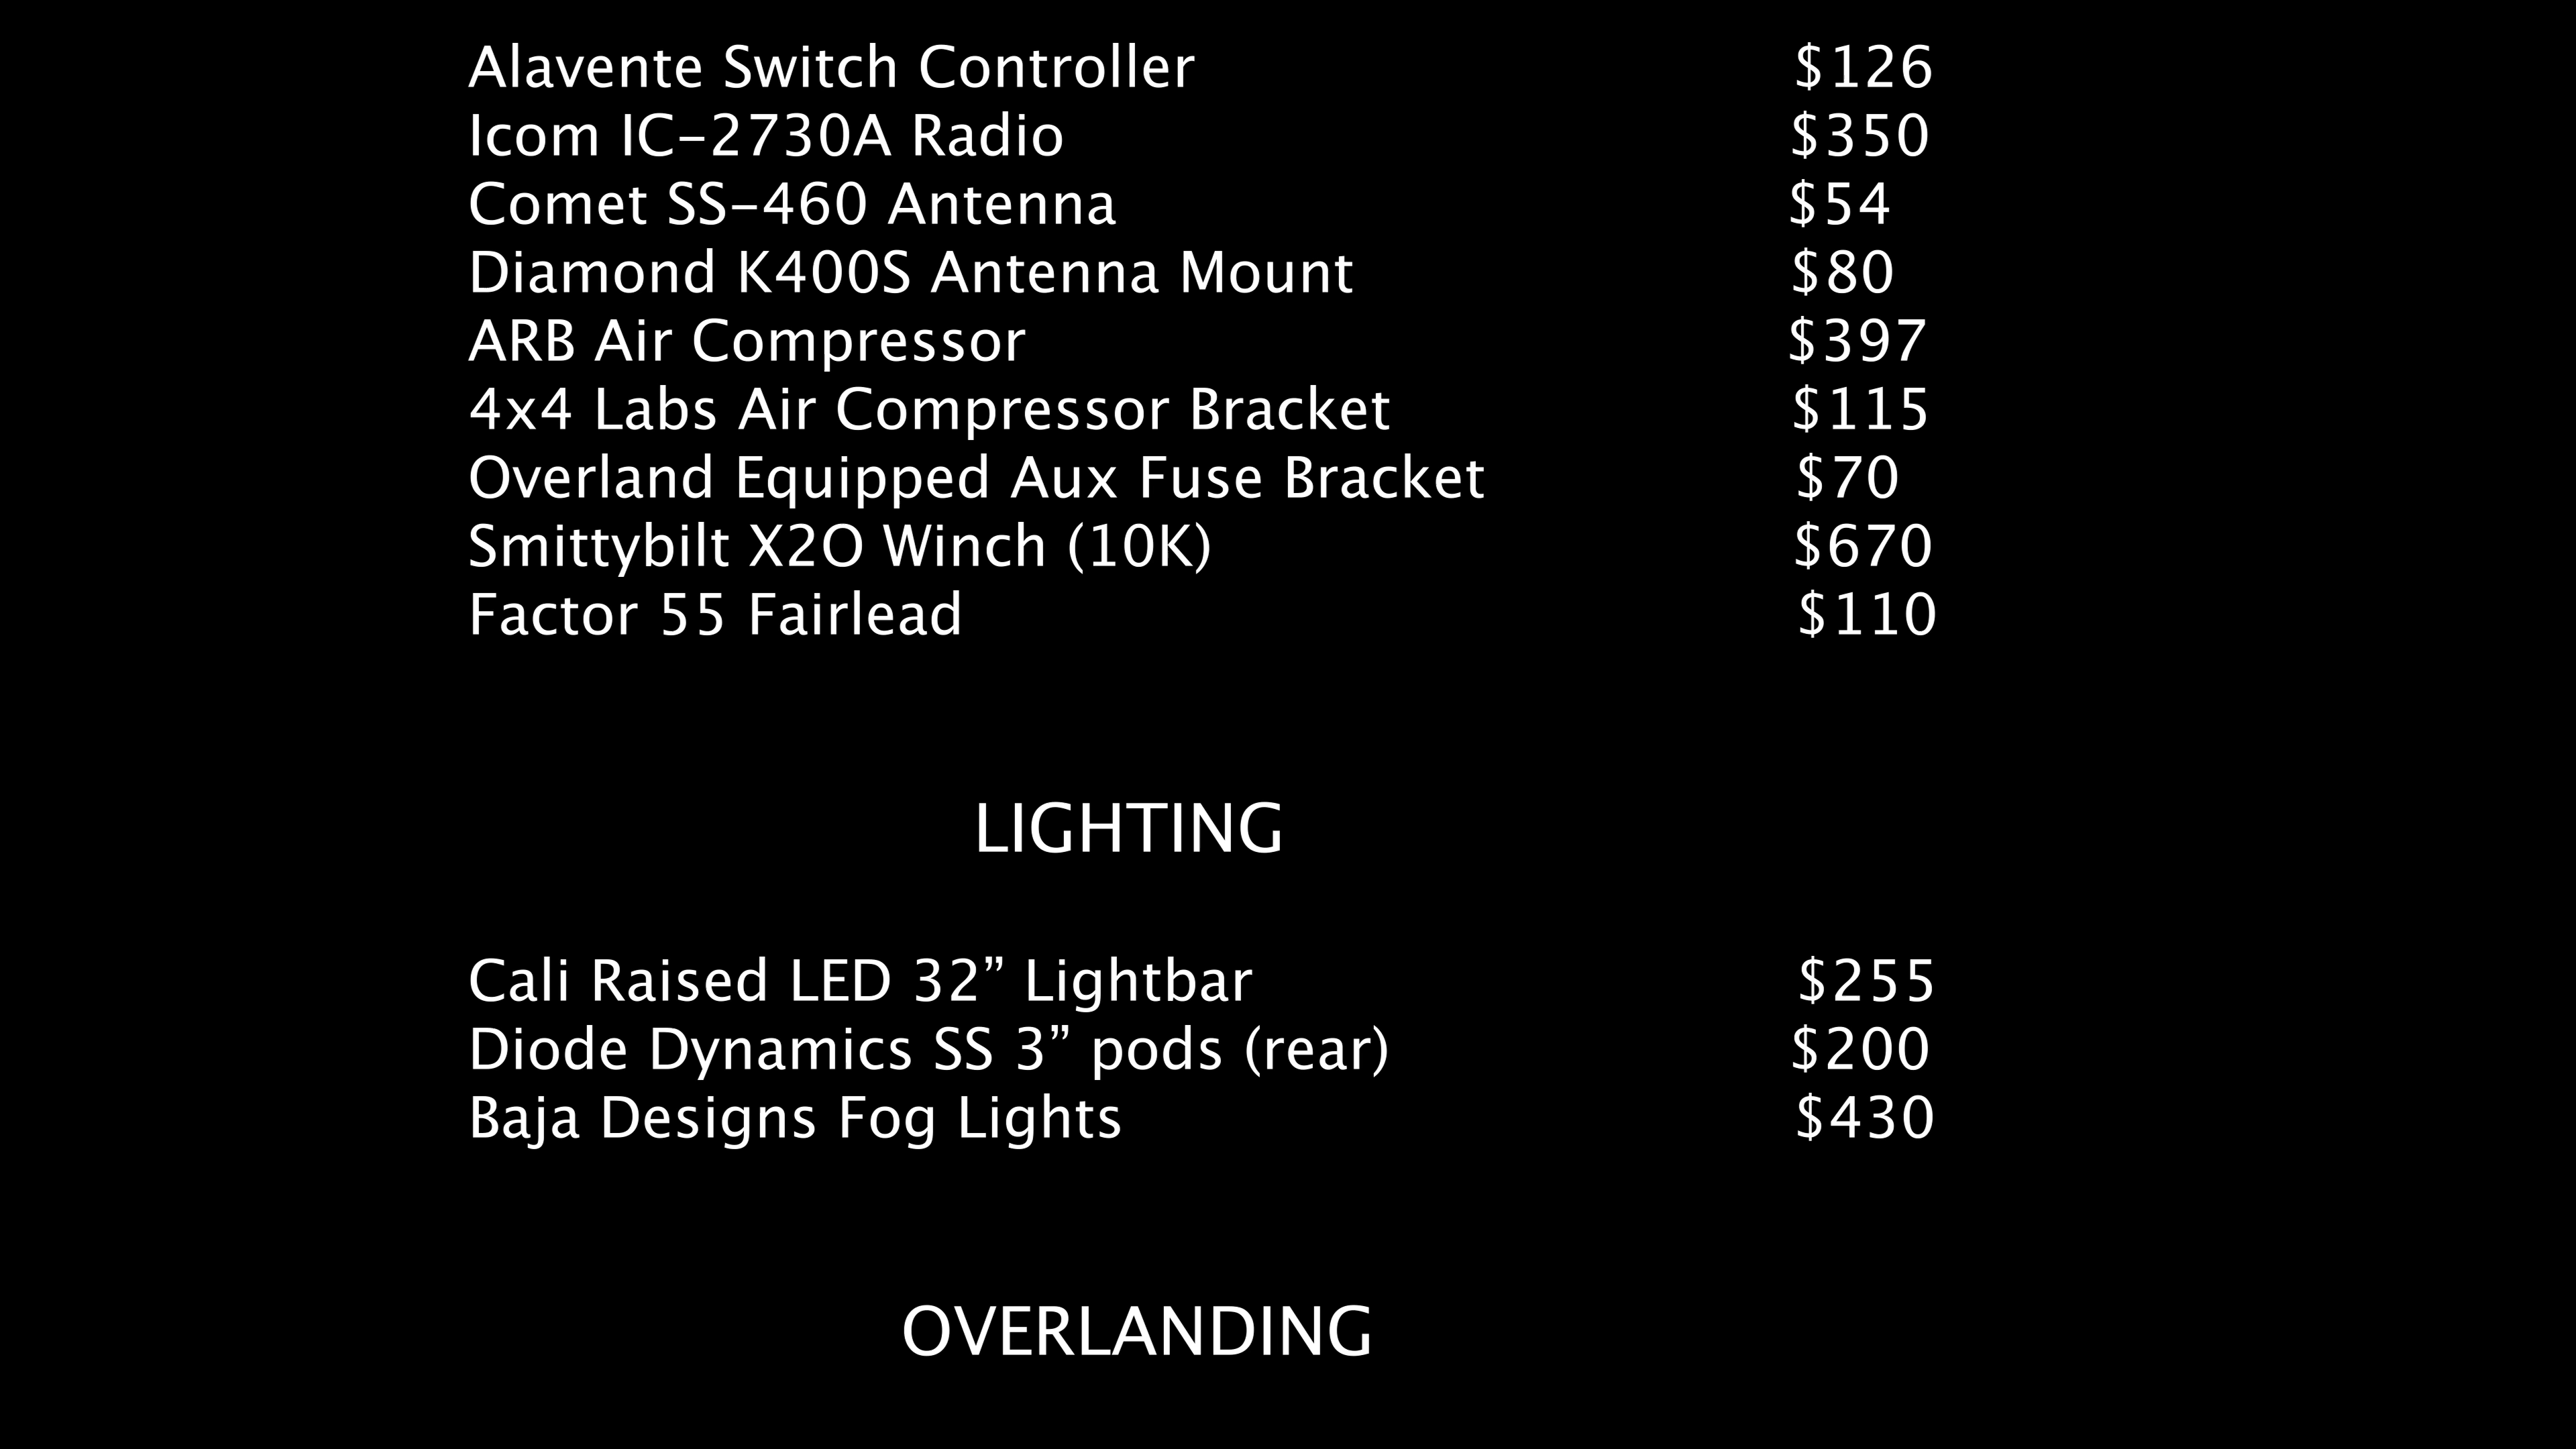 Alavente Switch Controller $126
Icom IC-2730A Radio $350
Comet SS-460 Antenna $54
Diamond K400S Antenna Mount $80
ARB Air Compressor $397
4x4 Labs Air Compressor Bracket $115
Overland Equipped Aux Fuse Bracket $70
Smittybilt X2O Winch (10K) $670
Factor 55 Fairlead $110
LIGHTING
Cali Raised LED 32” Lightbar $255
Diode Dynamics SS 3” pods (rear) $200
Baja Designs Fog Lights $430
OVERLANDING